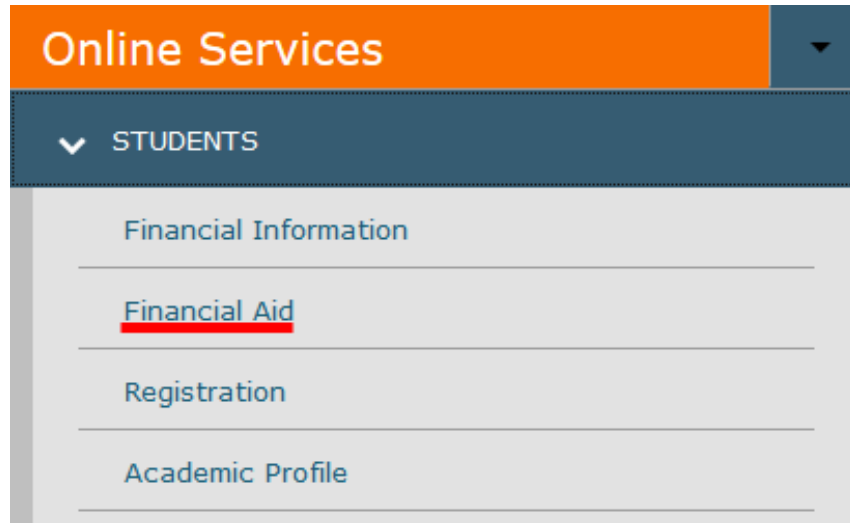 Online Services
STUDENTS
Financial Information
Financial Aid
Registration
Academic Profile